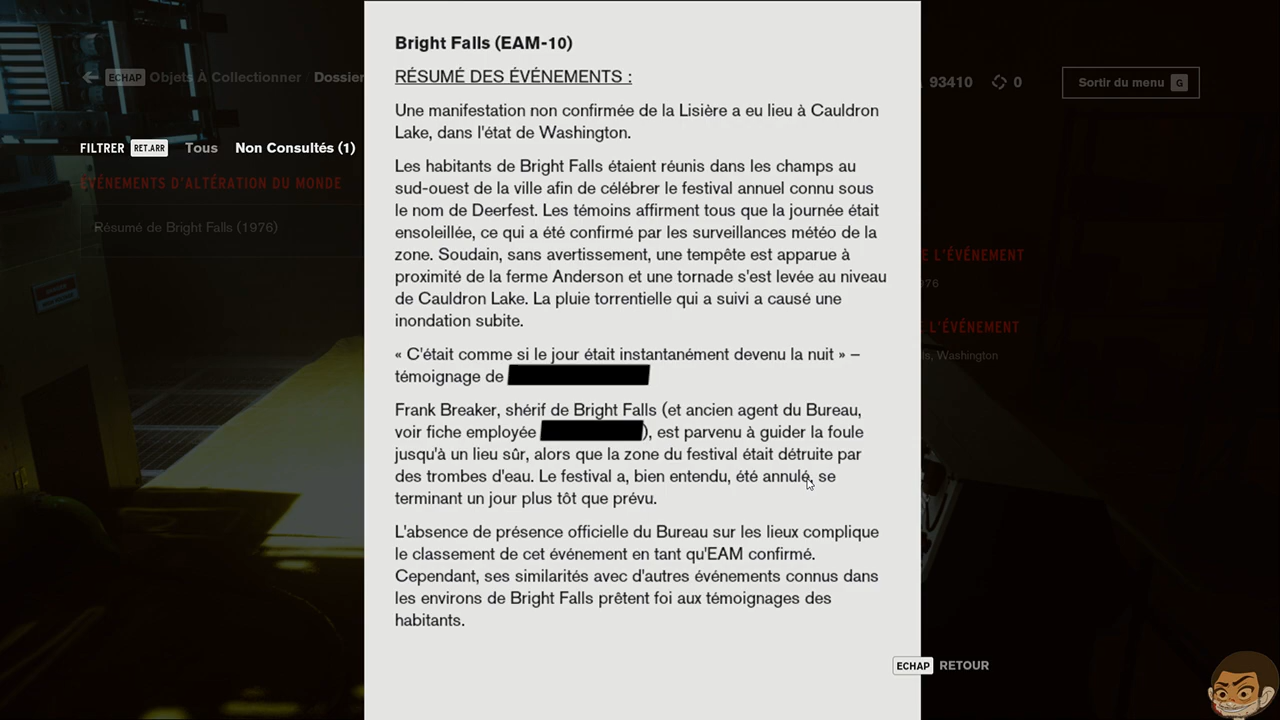 Bright Falls (EAM-10)
RÉSUMÉ DES ÉVÉNEMENTS :
ECHAP Objets À Collectionner Dossier
93410 0
Sortir du menu G
Une manifestation non confirmée de la Lisière a eu lieu à Cauldron
Lake, dans l'état de Washington.
FILTRER RET.ARR Tous Non Consultés (1)
Les habitants de Bright Falls étaient réunis dans les champs au
sud-ouest de la ville afin de célébrer le festival annuel connu sous
le nom de Deerfest. Les témoins affirment tous que la journée était
ensoleillée, ce qui a été confirmé par les surveillances météo de la
zone. Soudain, sans avertissement, une tempête est apparue à
proximité de la ferme Anderson et une tornade s'est levée au niveau
de Cauldron Lake. La pluie torrentielle qui a suivi a causé une
inondation subite.
ÉVÉNEMENTS D'ALTÉRATION DU MONDE
Résumé de Bright Falls (1976)
E L'ÉVÉNEMENT
976
E L'ÉVÉNEMENT
ls, Washington
« C'était comme si le jour était instantanément devenu la nuit » –
témoignage de
Frank Breaker, shérif de Bright Falls (et ancien agent du Bureau,
voir fiche employée ), est parvenu à guider la foule
jusqu'à un lieu sûr, alors que la zone du festival était détruite par
des trombes d'eau. Le festival a, bien entendu, été annulé, se
terminant un jour plus tôt que prévu.
L'absence de présence officielle du Bureau sur les lieux complique
le classement de cet événement en tant qu'EAM confirmé.
Cependant, ses similarités avec d'autres événements connus dans
les environs de Bright Falls prêtent foi aux témoignages des
habitants.
ECHAP RETOUR